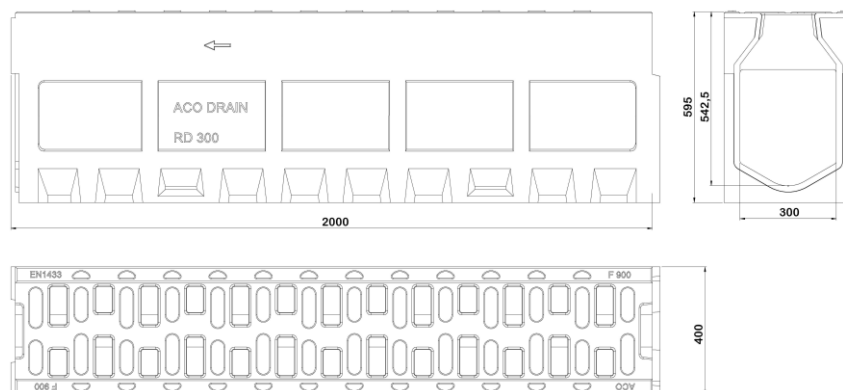 ACO DRAIN
RD 300
2000
595
542,5
300
EN1433
F 900
400
F 900
ACO